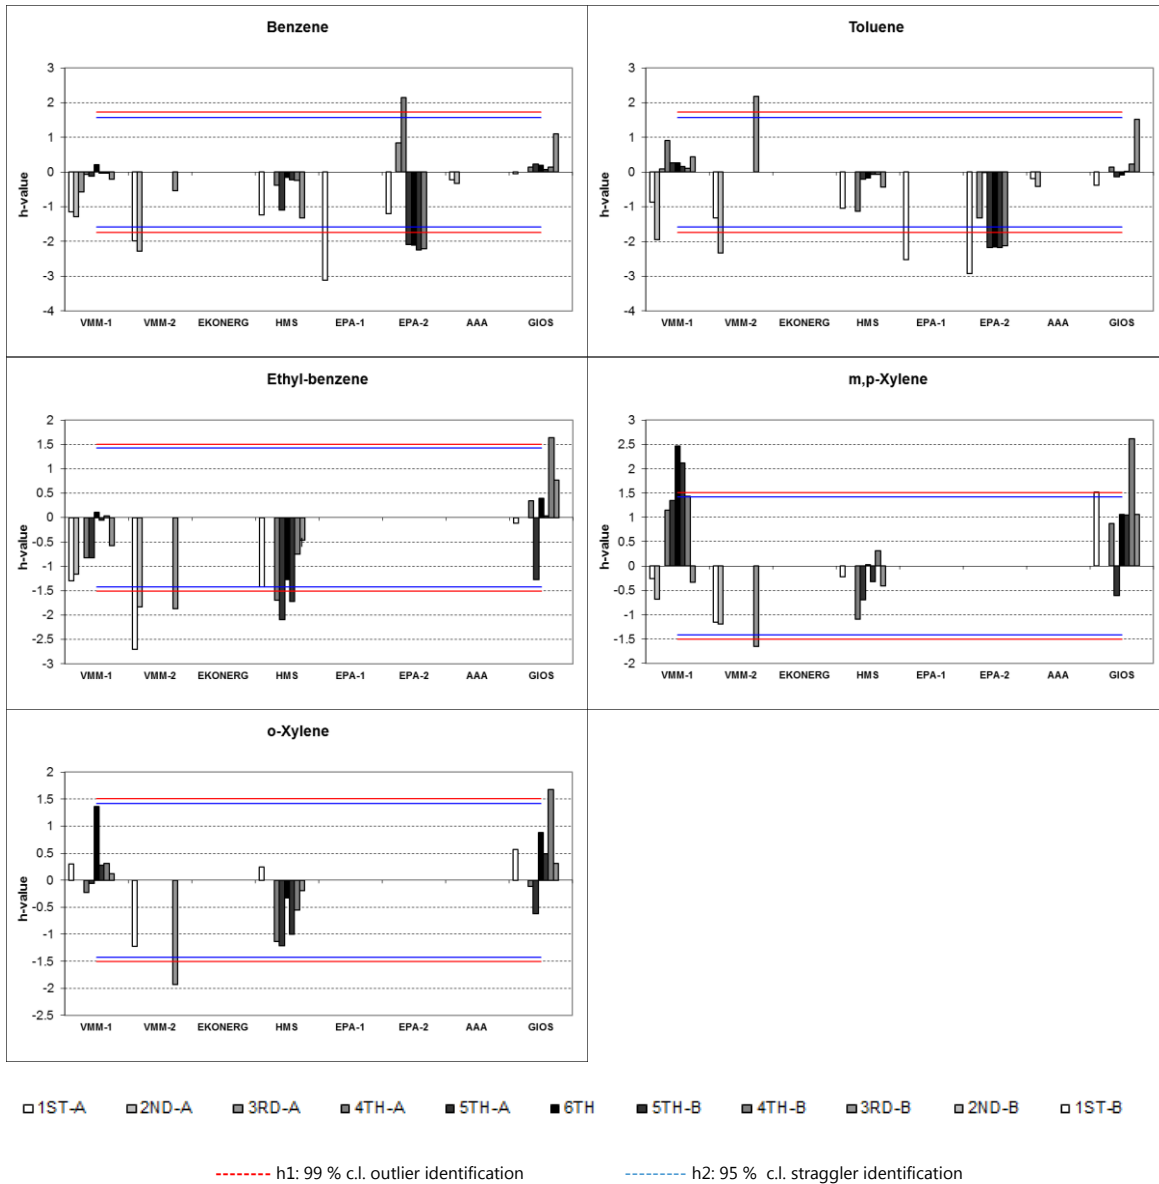 Benzene
3
2
1
0
-1
-2
-3
-4
h-value
VMM-1 VMM-2 EKONERG HMS EPA-1 EPA-2 AAA GIOS
Toluene
3
2
1
0
-1
-2
-3
-4
h-value
VMM-1 VMM-2 EKONERG HMS EPA-1 EPA-2 AAA GIOS
Ethyl-benzene
2
1.5
1
0.5
0
-0.5
-1
-1.5
-2
-2.5
-3
h-value
VMM-1 VMM-2 EKONERG HMS EPA-1 EPA-2 AAA GIOS
m,p-Xylene
3
2.5
2
1.5
1
0.5
0
-0.5
-1
-1.5
-2
h-value
VMM-1 VMM-2 EKONERG HMS EPA-1 EPA-2 AAA GIOS
o-Xylene
2
1.5
1
0.5
0
-0.5
-1
-1.5
-2
-2.5
h-value
VMM-1 VMM-2 EKONERG HMS EPA-1 EPA-2 AAA GIOS
1ST-A 2ND-A 3RD-A 4TH-A 5TH-A 6TH 5TH-B 4TH-B 3RD-B 2ND-B 1ST-B
h1: 99 % c.l. outlier identification h2: 95 % c.l. straggler identification